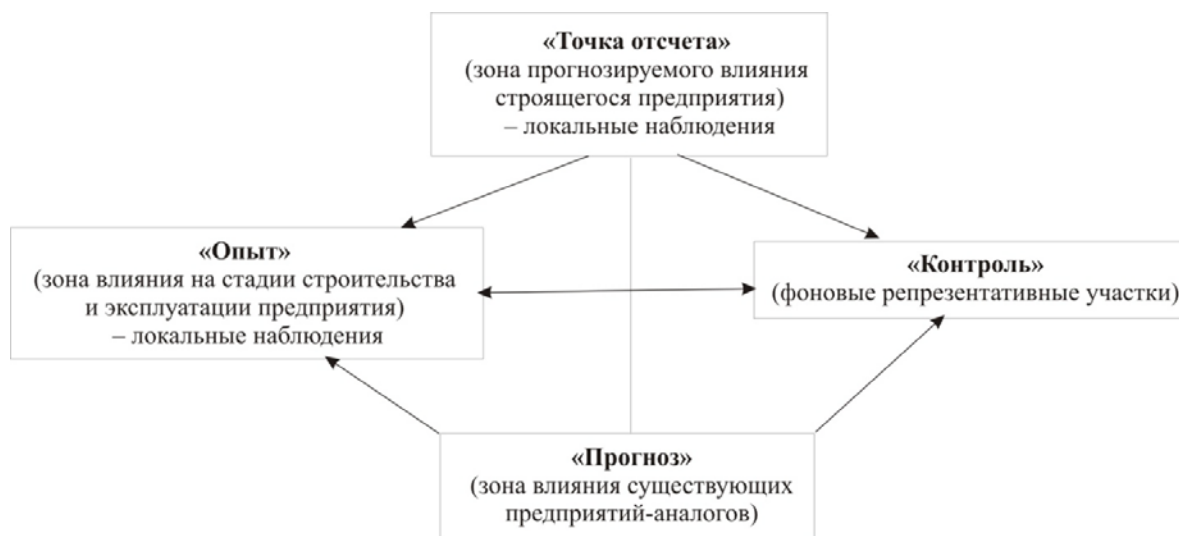 «Точка отсчета»
(зона прогнозируемого влияния
строящегося предприятия)
– локальные наблюдения
«Опыт»
(зона влияния на стадии строительства
и эксплуатации предприятия)
– локальные наблюдения
«Контроль»
(фоновые репрезентативные участки)
«Прогноз»
(зона влияния существующих
предприятий-аналогов)